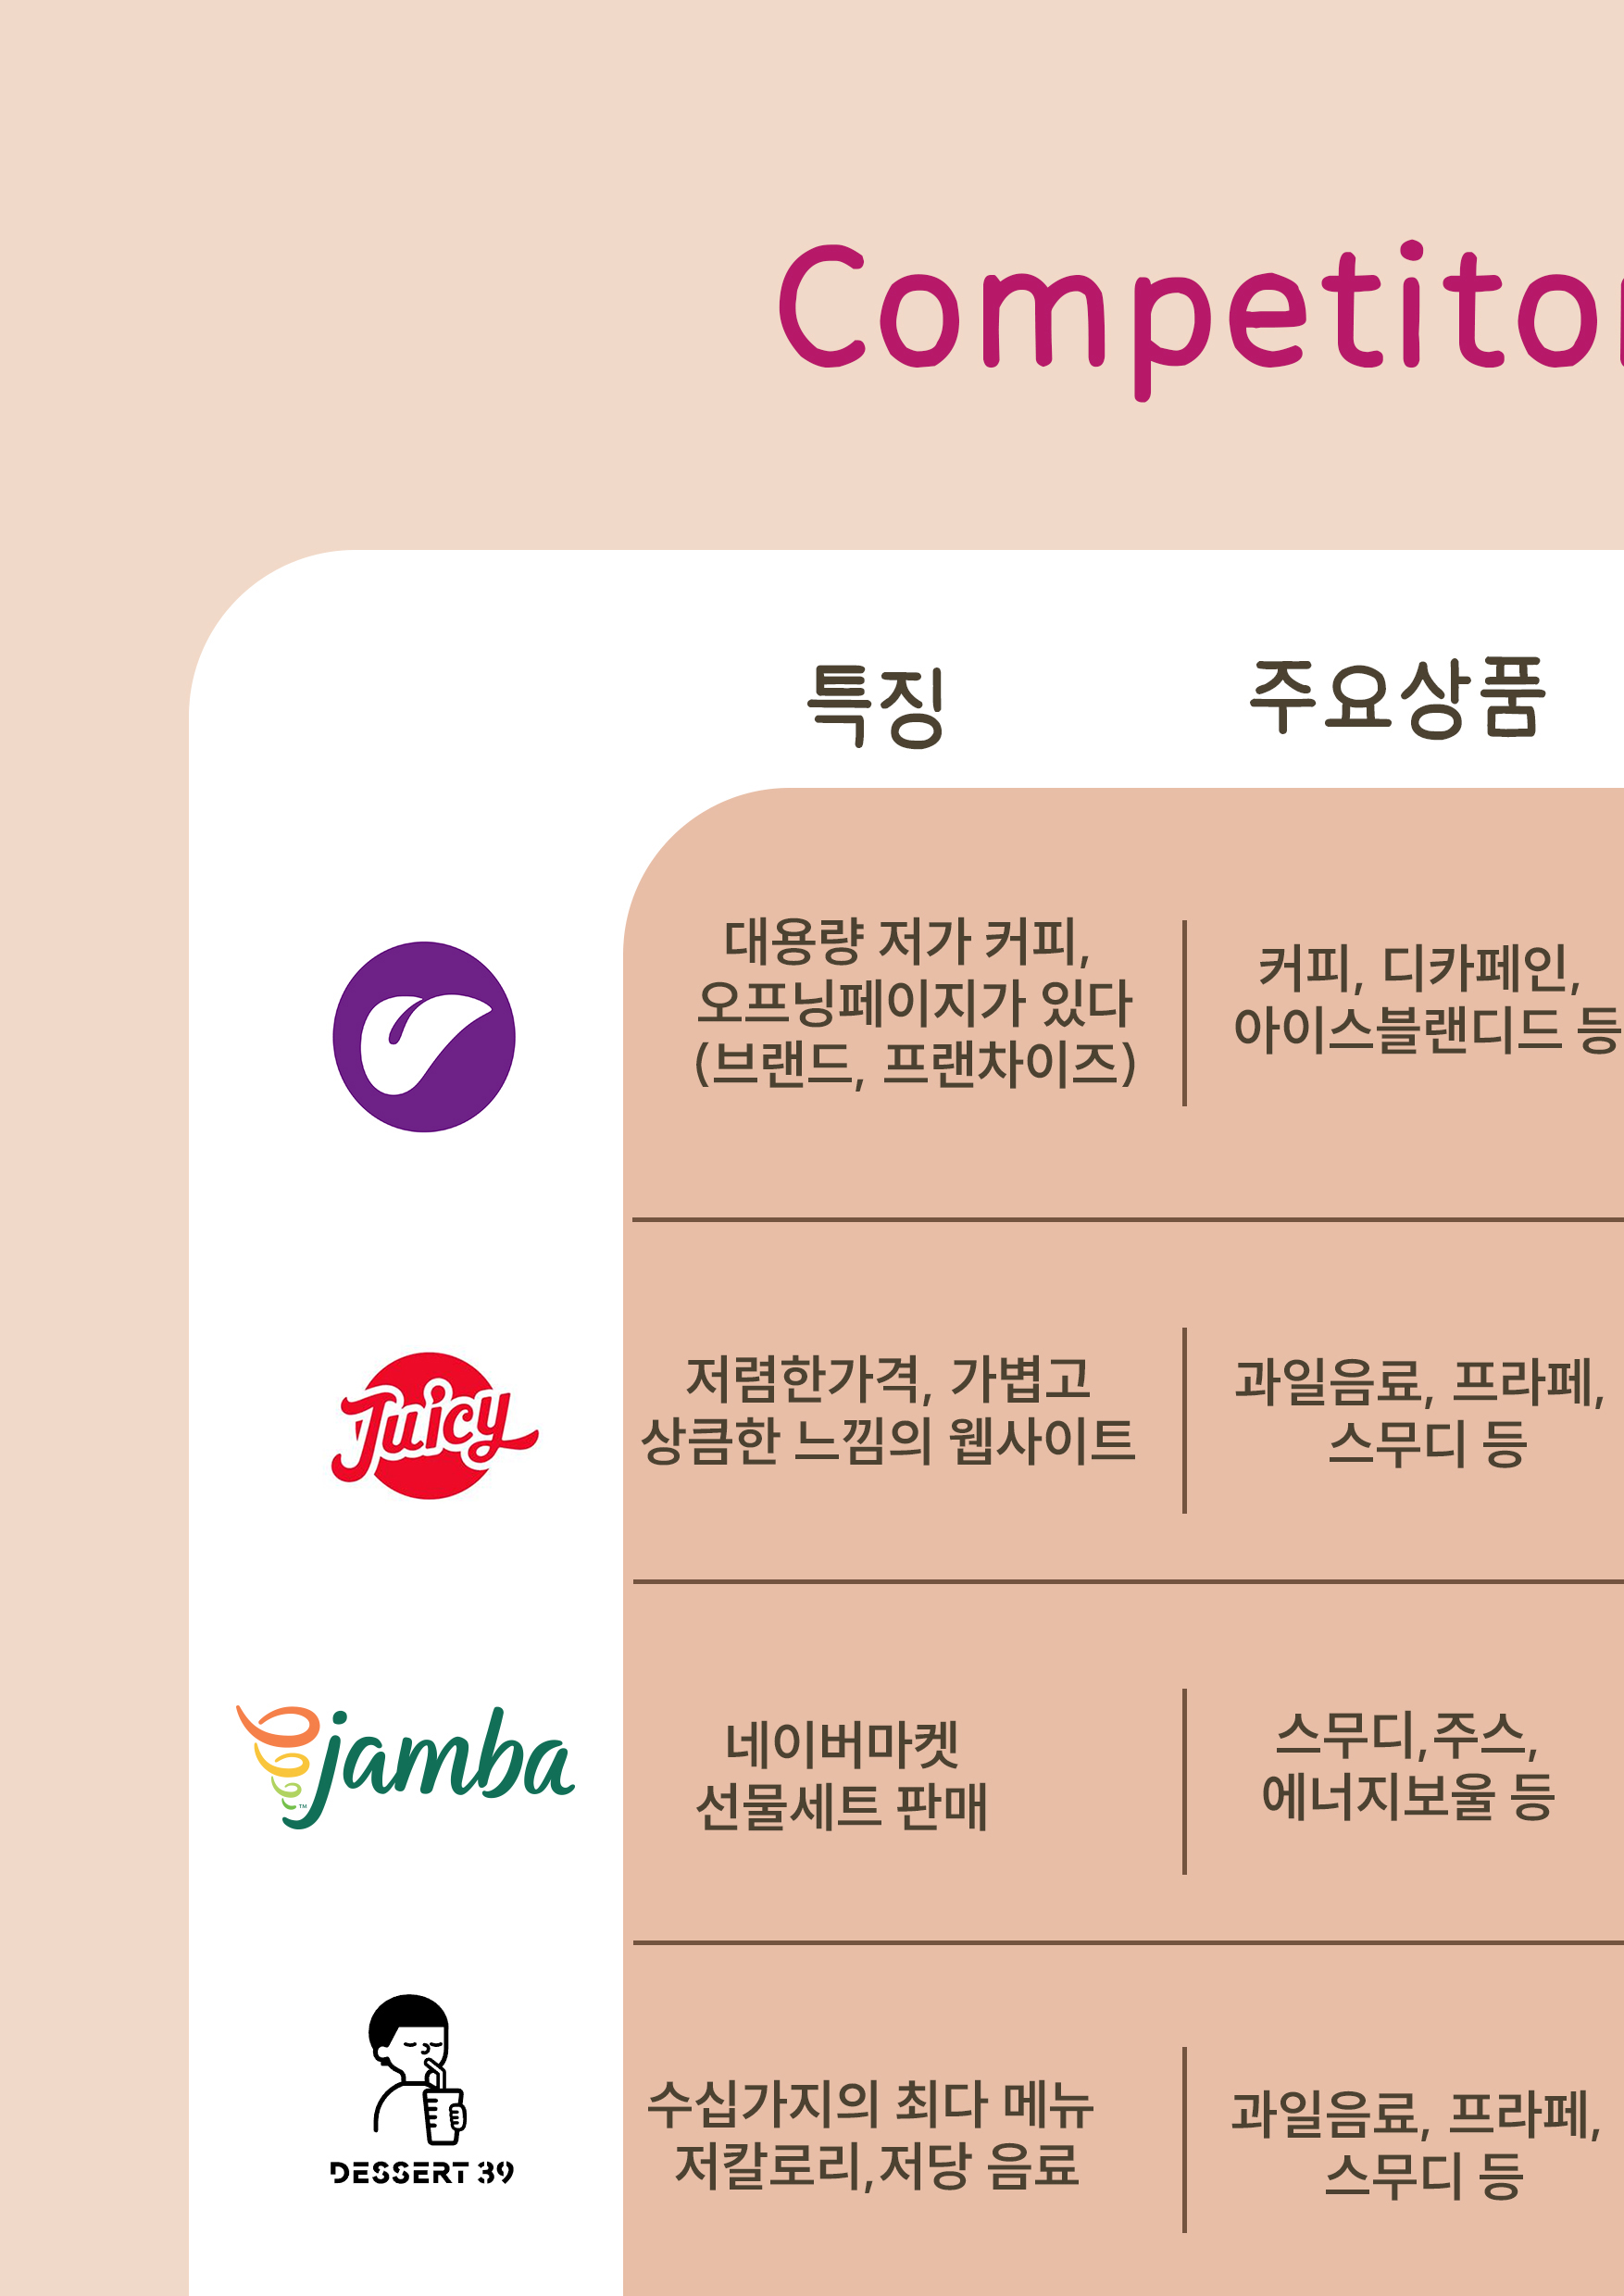 Competitor
특징
주요상품
대용량 저가 커피,
오프닝페이지가 있다
(브랜드, 프랜차이즈)
커피, 디카페인,
아이스블랜디드 등
Juicy
저렴한가격, 가볍고
상큼한 느낌의 웹사이트
과일음료, 프라페,
스무디 등
jamba
TM
네이버마켓
선물세트 판매
스무디,주스,
에너지보울 등
DESSERT 39
수십가지의 최다 메뉴
저칼로리,저당 음료
과일음료, 프라페,
스무디 등